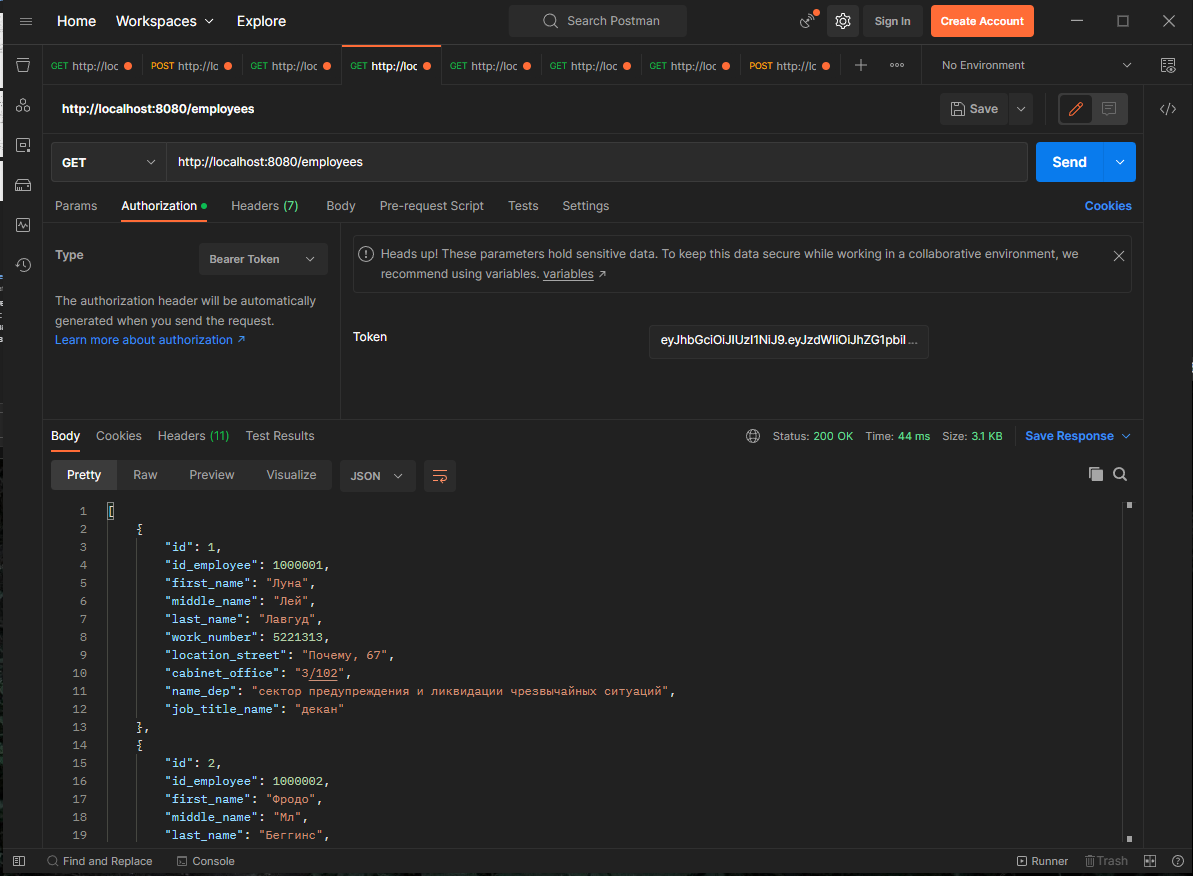 Home Workspaces Explore Search Postman Sign In Create Account
GET http://loc POST http://lc GET http://loc GET http://loc GET http://loc GET http://loc GET http://loc POST http://lc No Environment
http://localhost:8080/employees Save
GET http://localhost:8080/employees Send
Params Authorization Headers (7) Body Pre-request Script Tests Settings Cookies
Type Bearer Token
Heads up! These parameters hold sensitive data. To keep this data secure while working in a collaborative environment, we
recommend using variables. variables ↗
The authorization header will be automatically
generated when you send the request.
Learn more about authorization ↗
Token eyJhbGciOiJIUzI1NiJ9.eyJzdWIiOiJhZG1pbiI ...
Body Cookies Headers (11) Test Results Status: 200 OK Time: 44 ms Size: 3.1 KB Save Response
Pretty Raw Preview Visualize JSON
1 [
2 {
3 "id": 1,
4 "id_employee": 1000001,
5 "first_name": "Луна",
6 "middle_name": "Лей",
7 "last_name": "Лавгуд",
8 "work_number": 5221313,
9 "location_street": "Почему, 67",
10 "cabinet_office": "3/102",
11 "name_dep": "сектор предупреждения и ликвидации чрезвычайных ситуаций",
12 "job_title_name": "декан"
13 },
14 {
15 "id": 2,
16 "id_employee": 1000002,
17 "first_name": "Фродо",
18 "middle_name": "Мл",
19 "last_name": "Беггинс",
Find and Replace Console Runner Trash